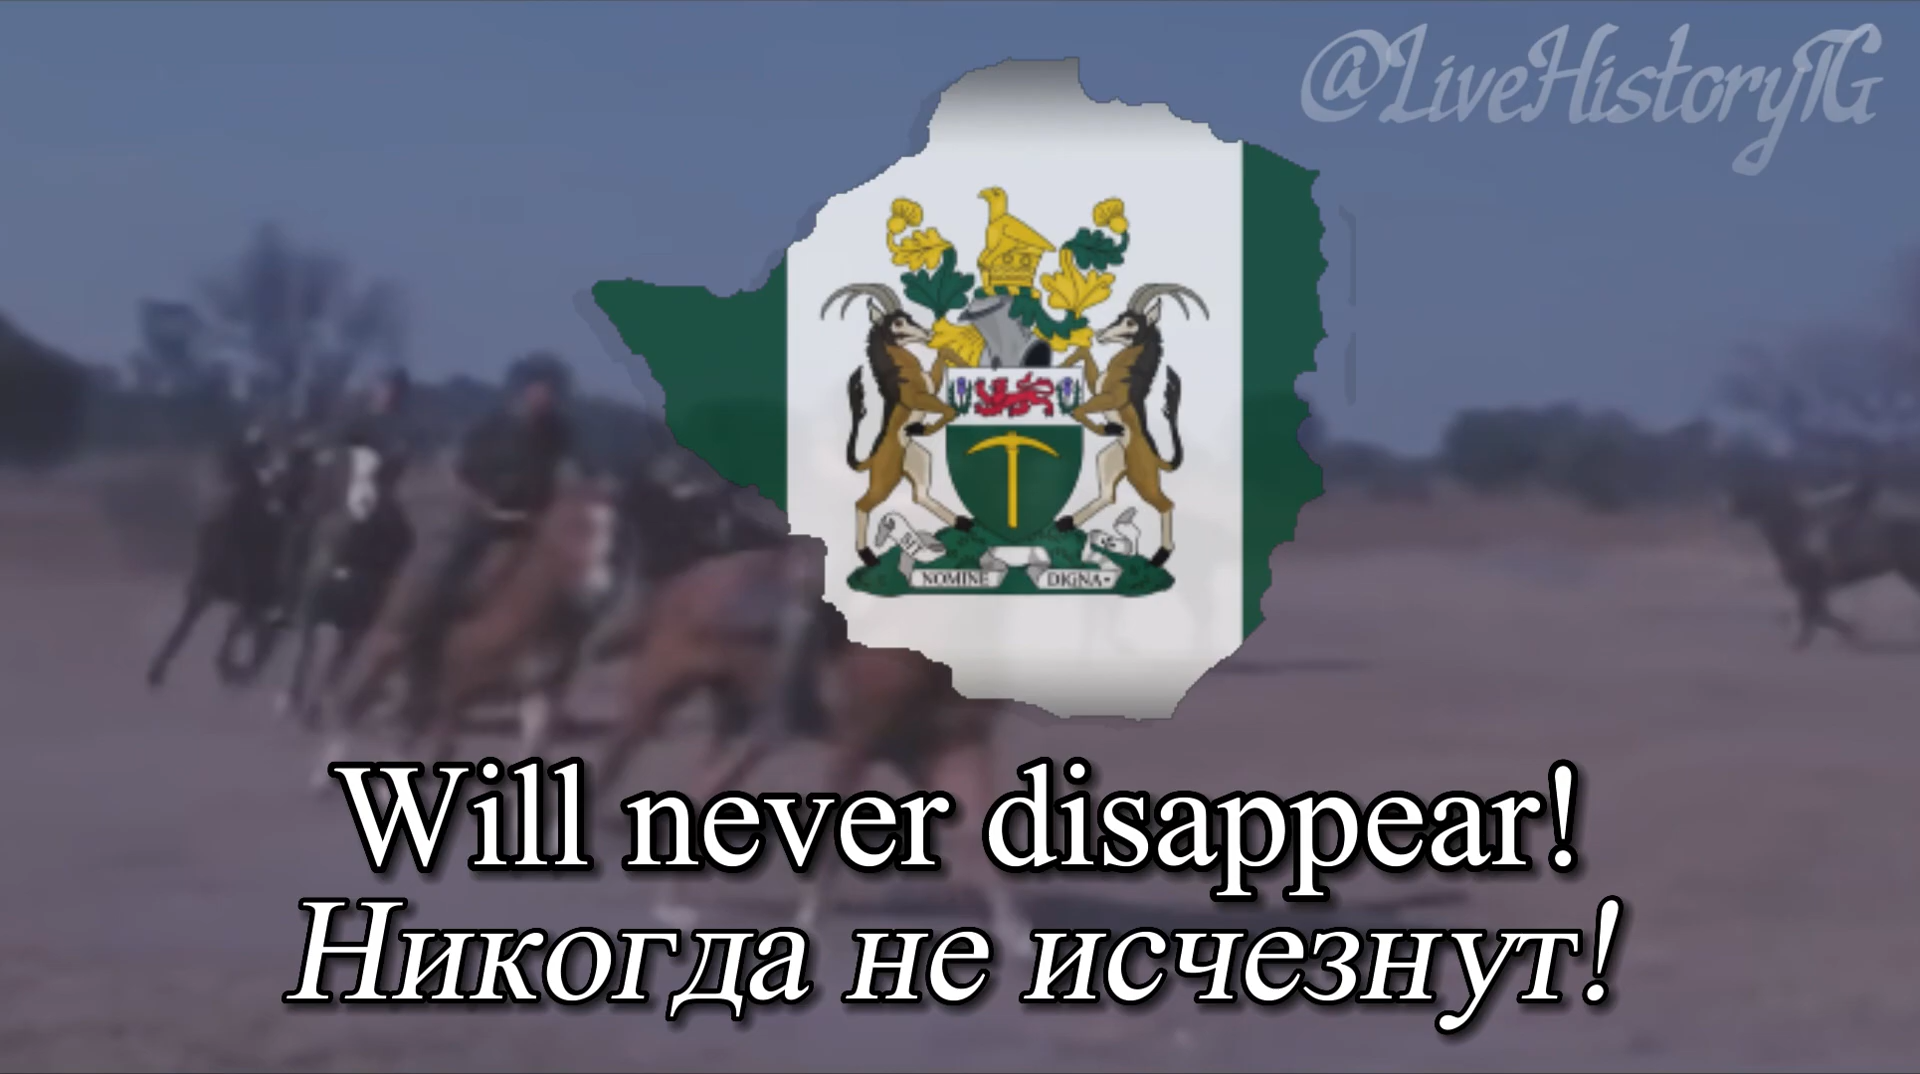 @LiveHistoryTG
NOMINE DIGNA
Will never disappear!
Никогда не исчезнут!